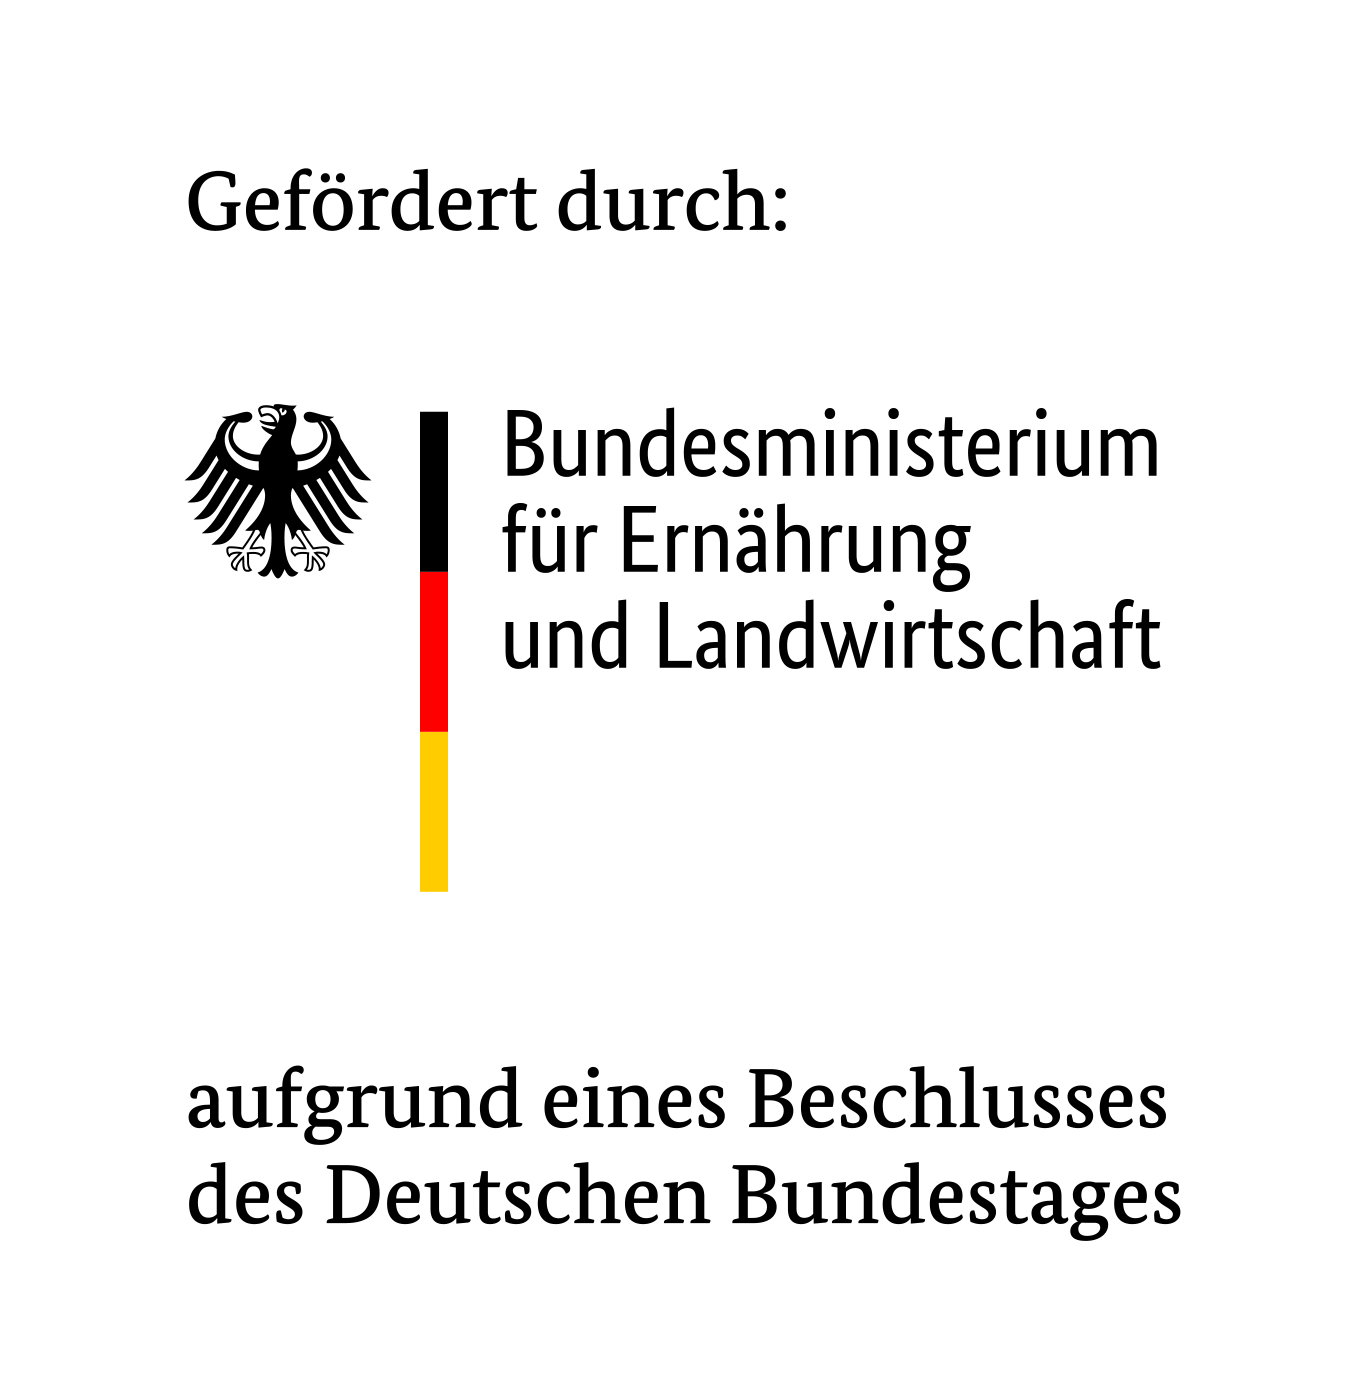 Gefördert durch:
Bundesministerium
für Ernährung
und Landwirtschaft
aufgrund eines Beschlusses
des Deutschen Bundestages